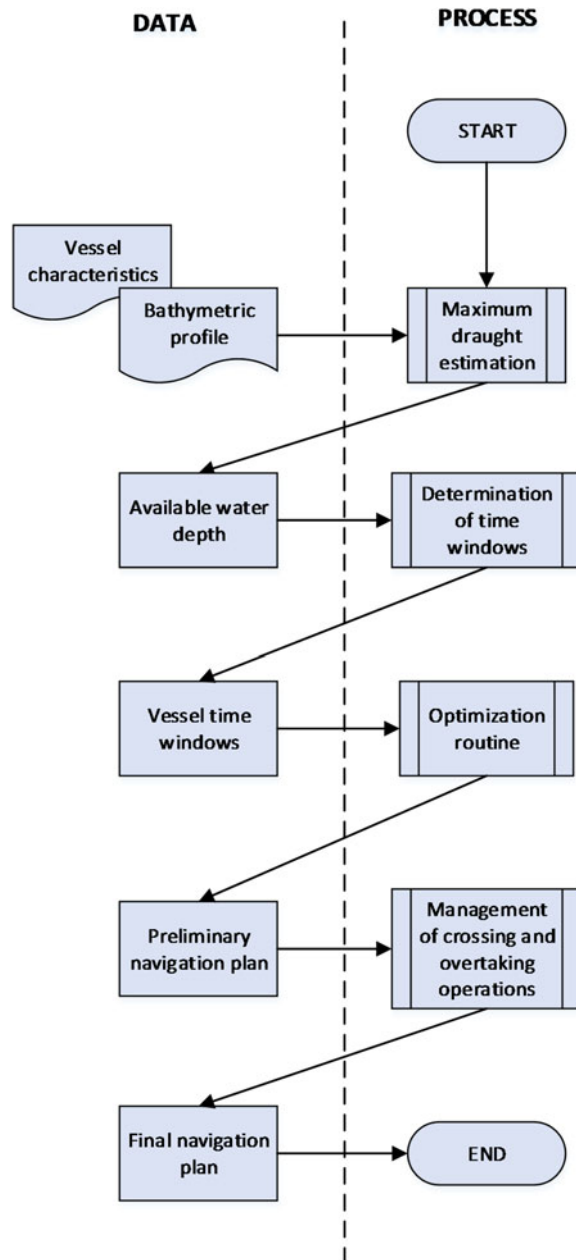 DATA
PROCESS
START
Vessel
characteristics
Bathymetric
profile
Maximum
draught
estimation
Available water
depth
Determination
of time
windows
Vessel time
windows
Optimization
routine
Preliminary
navigation plan
Management
of crossing and
overtaking
operations
Final navigation
plan
END